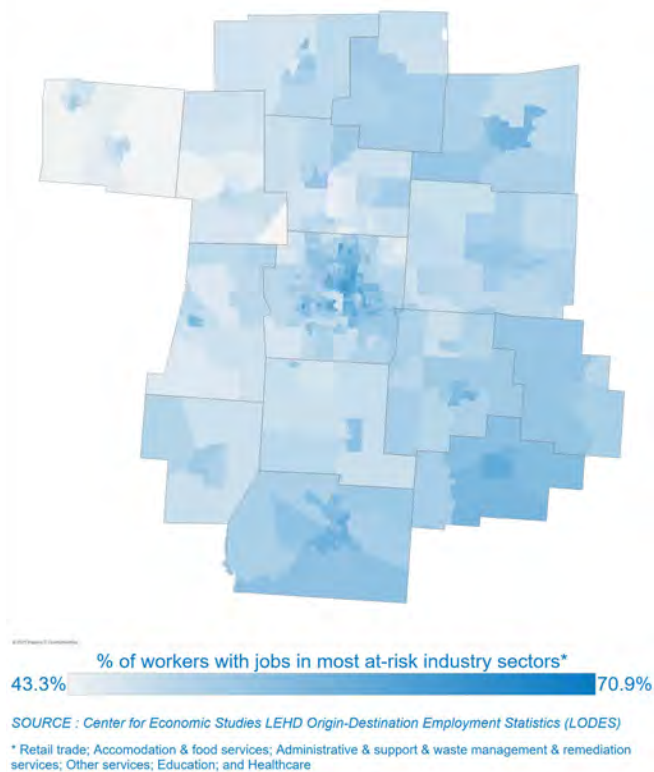 % of workers with jobs in most at-risk industry sectors*
43.3% 70.9%
SOURCE : Center for Economic Studies LEHD Origin-Destination Employment Statistics (LODES)
* Retail trade; Accomodation & food services; Administrative & support & waste management & remediation
services; Other services; Education; and Healthcare